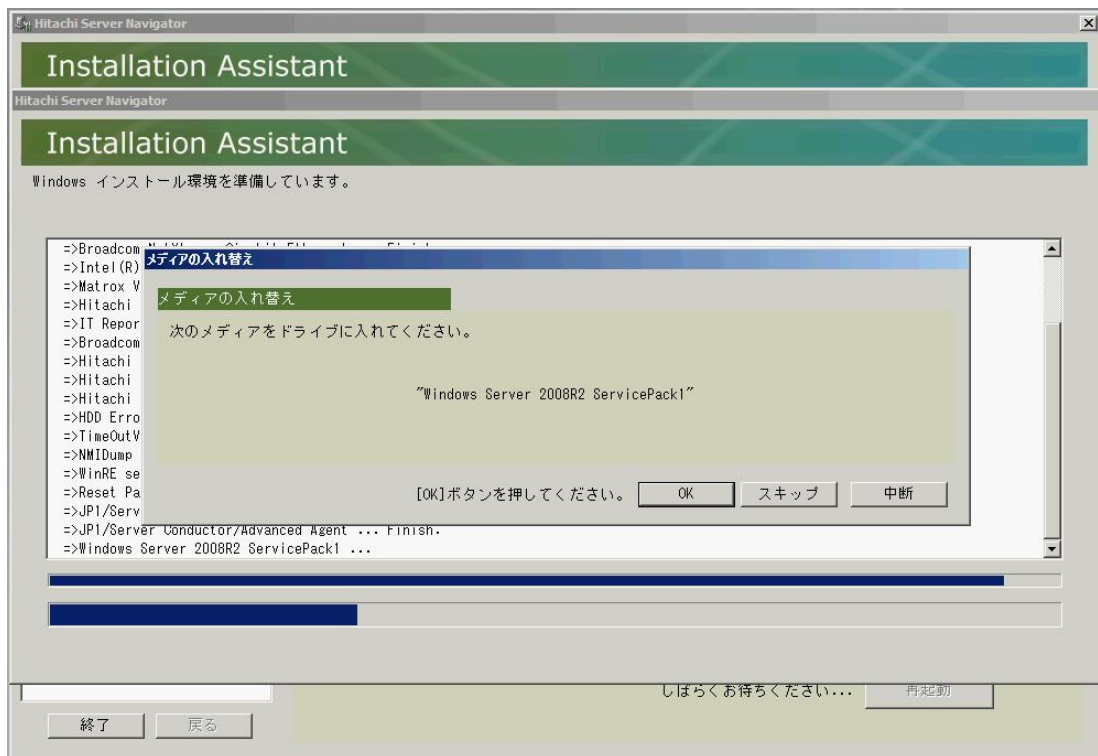 Hitachi Server Navigator
Installation Assistant
Hitachi Server Navigator
Installation Assistant
Windows インストール環境を準備しています。
=>Broadcom
=>Intel(R)
=>Matrox V
=>Hitachi
=>IT Repor
=>Broadcom
=>Hitachi
=>Hitachi
=>Hitachi
=>HDD Erro
=>TimeOutV
=>NMIDump
=>WinRE se
=>Reset Pa
=>JP1/Serv
=>JP1/Server Conductor/Advanced Agent ... Finish.
=>Windows Server 2008R2 ServicePack1 ...
メディアの入れ替え
メディアの入れ替え
次のメディアをドライブに入れてください。
"Windows Server 2008R2 ServicePack1"
[OK]ボタンを押してください。 OK スキップ 中断
しばらくお待ちください... 再起動
終了 戻る